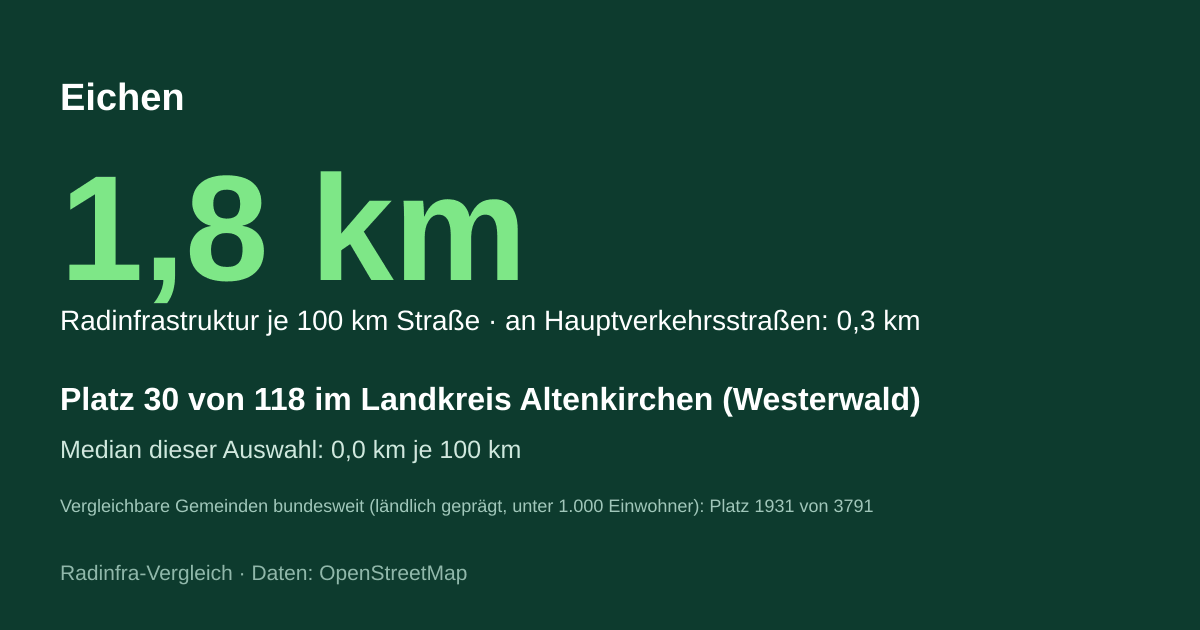 Eichen
1,8 km
Radinfrastruktur je 100 km Straße · an Hauptverkehrsstraßen: 0,3 km
Platz 30 von 118 im Landkreis Altenkirchen (Westerwald)
Median dieser Auswahl: 0,0 km je 100 km
Vergleichbare Gemeinden bundesweit (ländlich geprägt, unter 1.000 Einwohner): Platz 1931 von 3791
Radinfra-Vergleich · Daten: OpenStreetMap